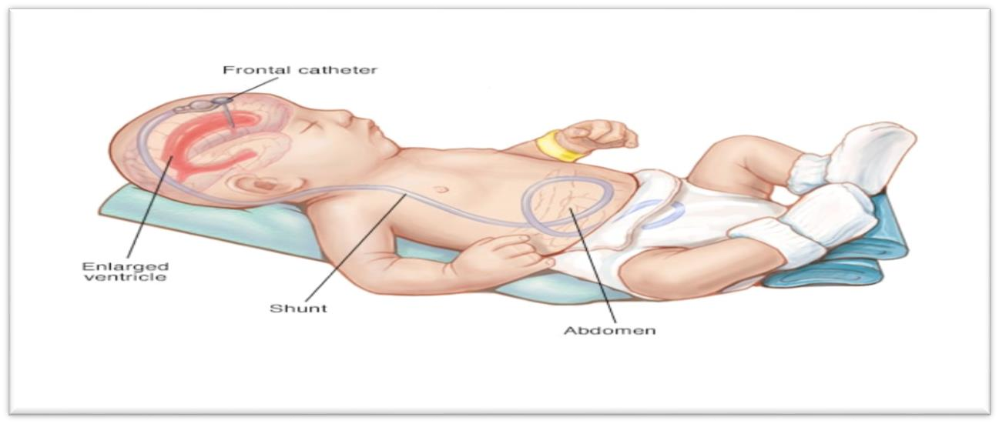 Frontal catheter
Enlarged
ventricle
Shunt
Abdomen